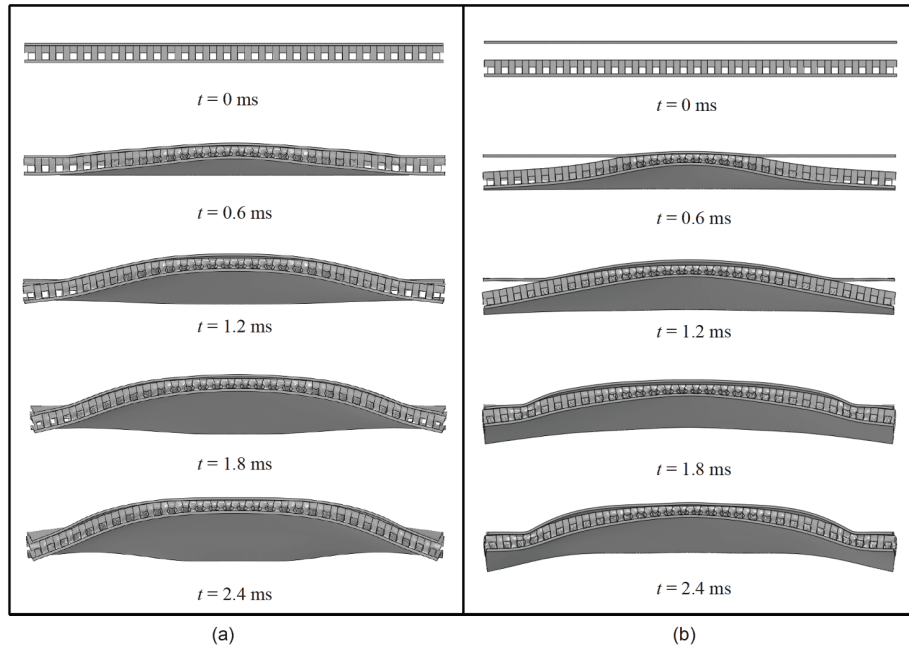 t = 0 ms
t = 0.6 ms
t = 1.2 ms
t = 1.8 ms
t = 2.4 ms
(a)
t = 0 ms
t = 0.6 ms
t = 1.2 ms
t = 1.8 ms
t = 2.4 ms
(b)